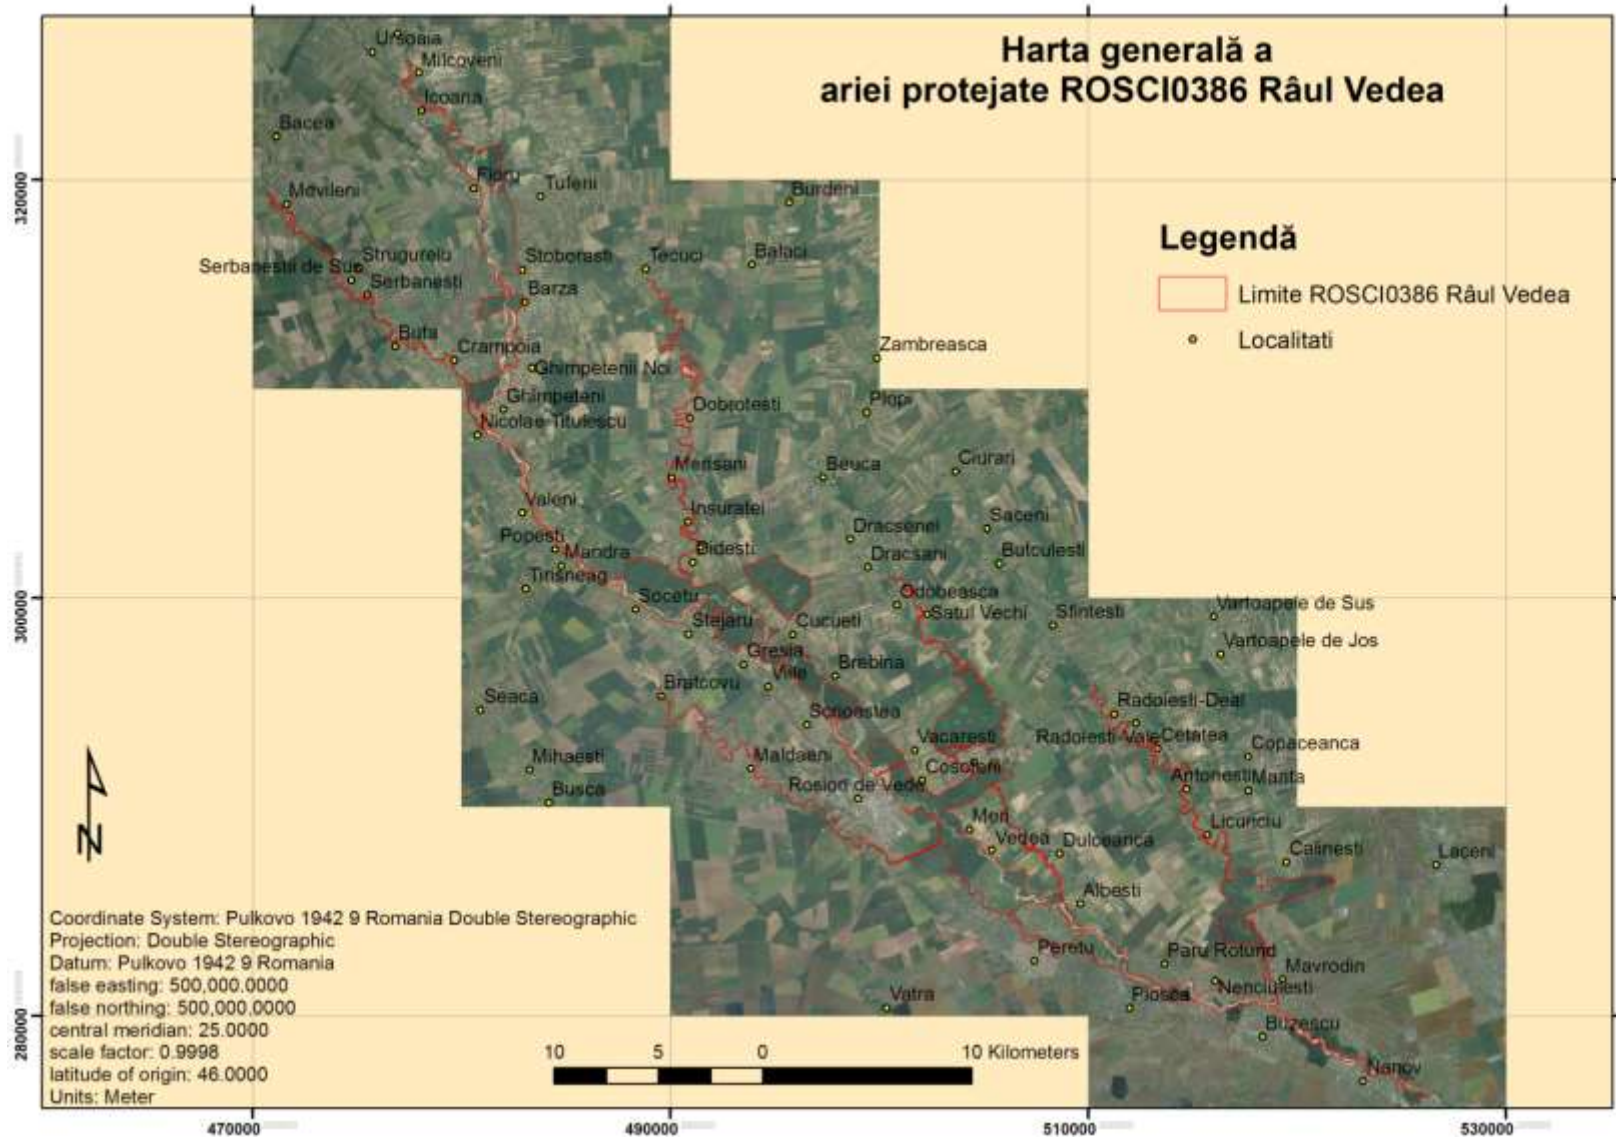 Harta generală a
ariei protejate ROSCI0386 Râul Vedea
Legendă
Limite ROSCI0386 Râul Vedea
Localitati
Ursoaia
Milcoveni
Icoana
Bacea
Movileni
Tufeni
Burdeni
Strugurelu
Serbanestii de Sus
Serbanesti
Stoborasti
Tecuci
Balaci
Barza
Buta
Crampoia
Ghimpetenii Noi
Zambreasca
Ghimpeteni
Nicolae Titulescu
Dobrotesti
Plopi
Mersani
Beuca
Ciurari
Valeni
Insuratei
Saceni
Popesti
Mandra
Didesti
Dracsenei
Dracsani
Butculesti
Tirisneag
Socetu
Odobeasca
Satul Vechi
Sfintesti
Vartoapele de Sus
Stejaru
Cucueti
Vartoapele de Jos
Gresia
Brebina
Bratcovu
Ville
Seaca
Scrioastea
Radoiesti-Deal
Radoiesti-Vale
Cetatea
Copaceanca
Mihaesti
Maldaeni
Vacaresti
Busca
Rosiori de Vede
Cosoteni
Antonesti
Manta
Meri
Vedea
Dulceanca
Licuriciu
Calinesti
Laceni
Albesti
Peretu
Paru Rotund
Mavrodin
Vatra
Plosca
Nenciulesti
Buzescu
Nanov
Coordinate System: Pulkovo 1942 9 Romania Double Stereographic
Projection: Double Stereographic
Datum: Pulkovo 1942 9 Romania
false easting: 500,000.0000
false northing: 500,000.0000
central meridian: 25.0000
scale factor: 0.9998
latitude of origin: 46.0000
Units: Meter
10 5 0 10 Kilometers
N
320000
300000
280000
470000 490000 510000 530000